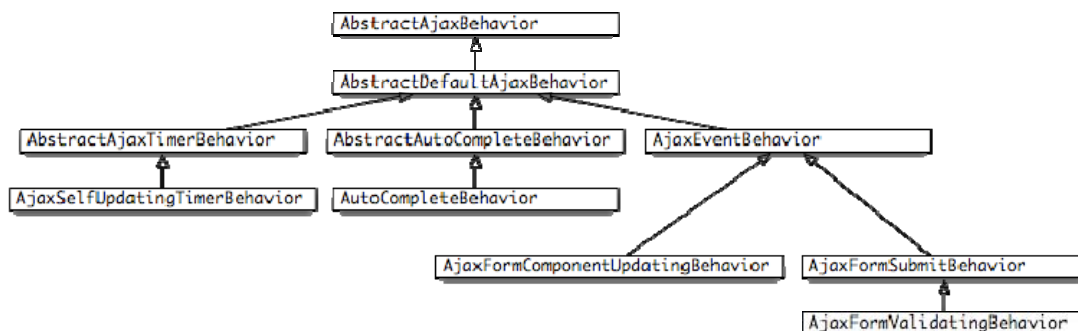 AbstractAjaxBehavior
AbstractDefaultAjaxBehavior
AbstractAjaxTimerBehavior
AbstractAutoCompleteBehavior
AjaxEventBehavior
AjaxSelfUpdatingTimerBehavior
AutoCompleteBehavior
AjaxFormComponentUpdatingBehavior
AjaxFormSubmitBehavior
AjaxFormValidatingBehavior